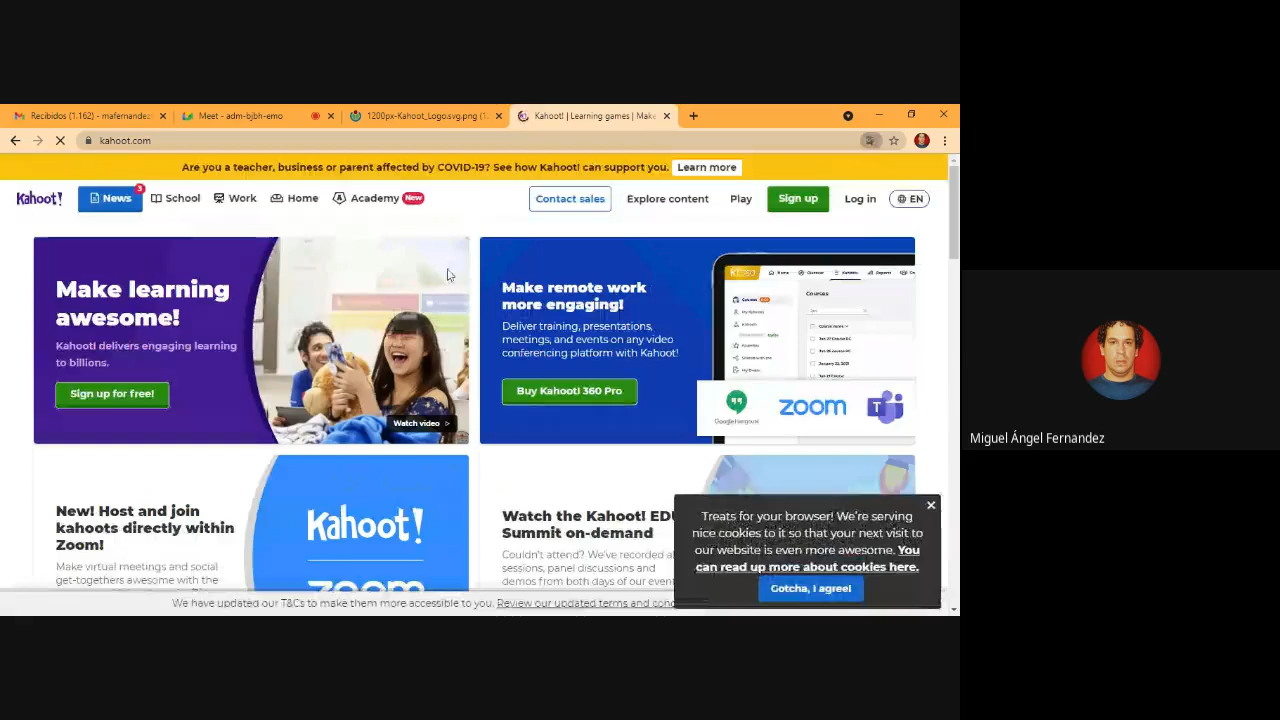 Recibidos (1.162) - mafernandez
Meet - adm-bjbh-emo
1200px-Kahoot_Logo.svg.png (1.
Kahoot! | Learning games | Make
kahoot.com
Are you a teacher, business or parent affected by COVID-19? See how Kahoot! can support you. Learn more
Kahoot! News 3 School Work Home Academy New Contact sales Explore content Play Sign up Log in EN
Make learning
awesome!
Kahoot! delivers engaging learning
to billions.
Sign up for free!
Watch video >
Make remote work
more engaging!
Deliver training, presentations,
meetings, and events on any video
conferencing platform with Kahoot!
Buy Kahoot! 360 Pro
Courses
Google Hangouts
zoom
T
New! Host and join
kahoots directly within
Zoom!
Make virtual meetings and social
get-togethers awesome with the
Kahoot!
zoom
Watch the Kahoot! EDU
Summit on-demand
Couldn't attend? We've recorded al
sessions, panel discussions and
demos from both days of our event
Treats for your browser! We're serving
nice cookies to it so that your next visit to
our website is even more awesome. You
can read up more about cookies here.
Gotcha, I agree!
We have updated our T&Cs to make them more accessible to you. Review our updated terms and cond
Miguel Ángel Fernandez